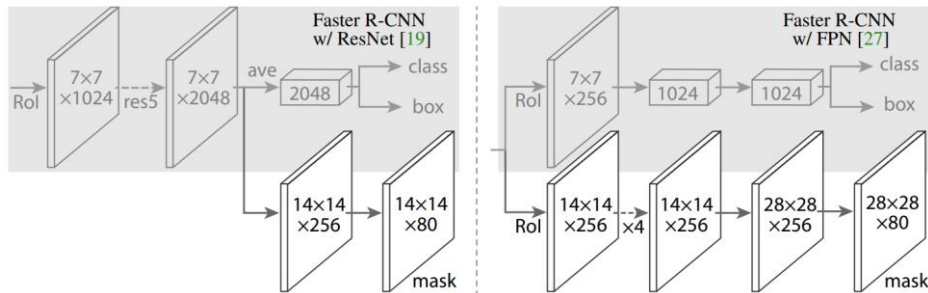 Faster R-CNN
w/ ResNet [19]
RoI
7×7
×1024
res5
7×7
×2048
ave
2048
class
box
14×14
×256
14×14
×80
mask
Faster R-CNN
w/ FPN [27]
RoI
7×7
×256
1024
1024
class
box
RoI
14×14
×256
×4
14×14
×256
28×28
×256
28×28
×80
mask